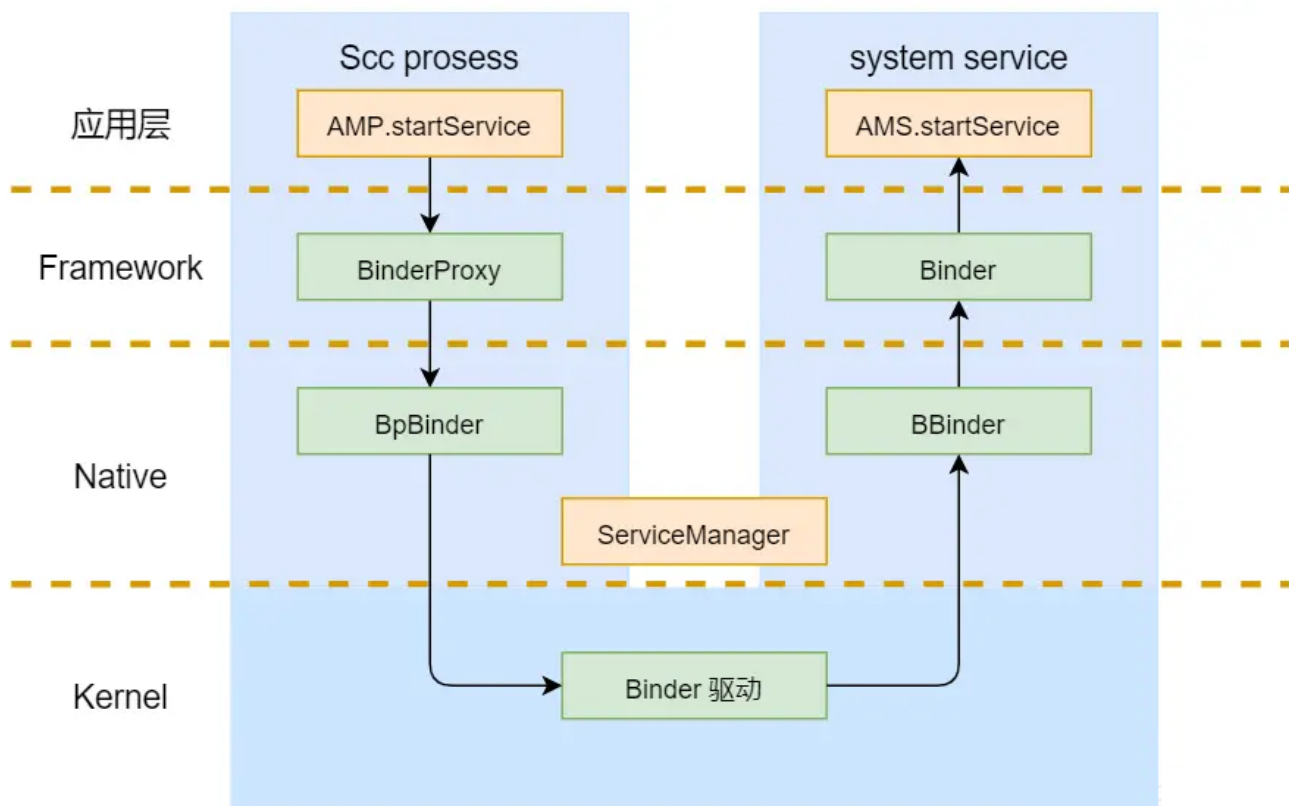 Scc prosess
system service
应用层
AMP.startService
AMS.startService
Framework
BinderProxy
Binder
BpBinder
BBinder
Native
ServiceManager
Kernel
Binder 驱动